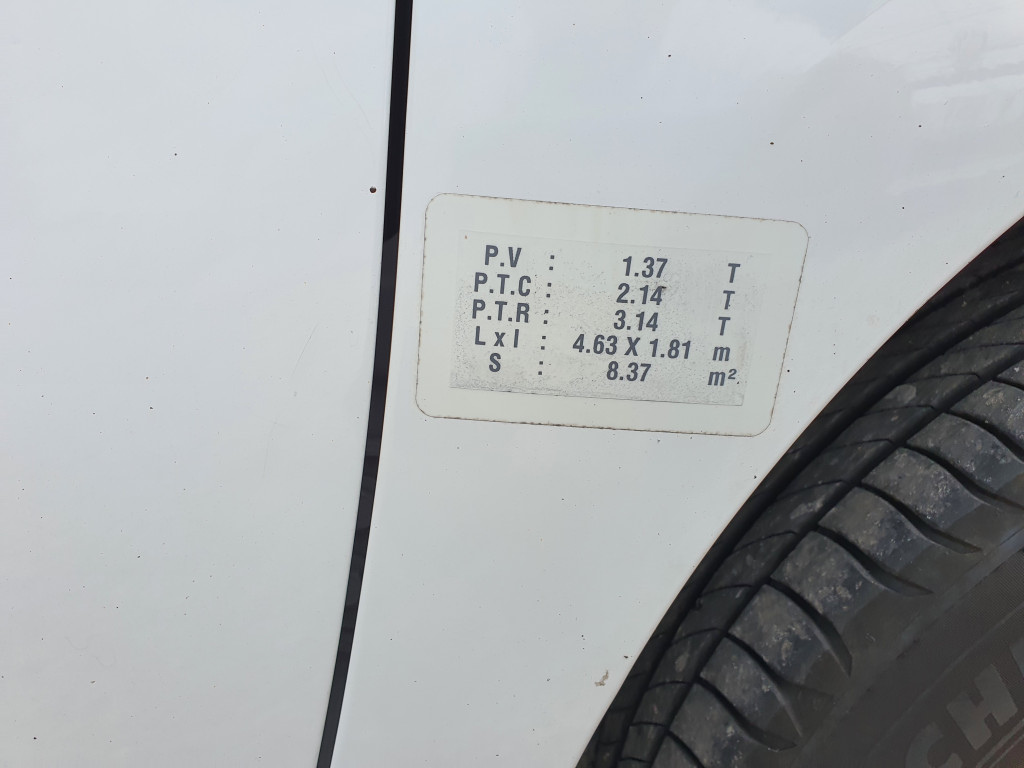 P.V : 1.37 T
P.T.C : 2.14 T
P.T.R : 3.14 T
L x l : 4.63 X 1.81 m
S : 8.37 m²